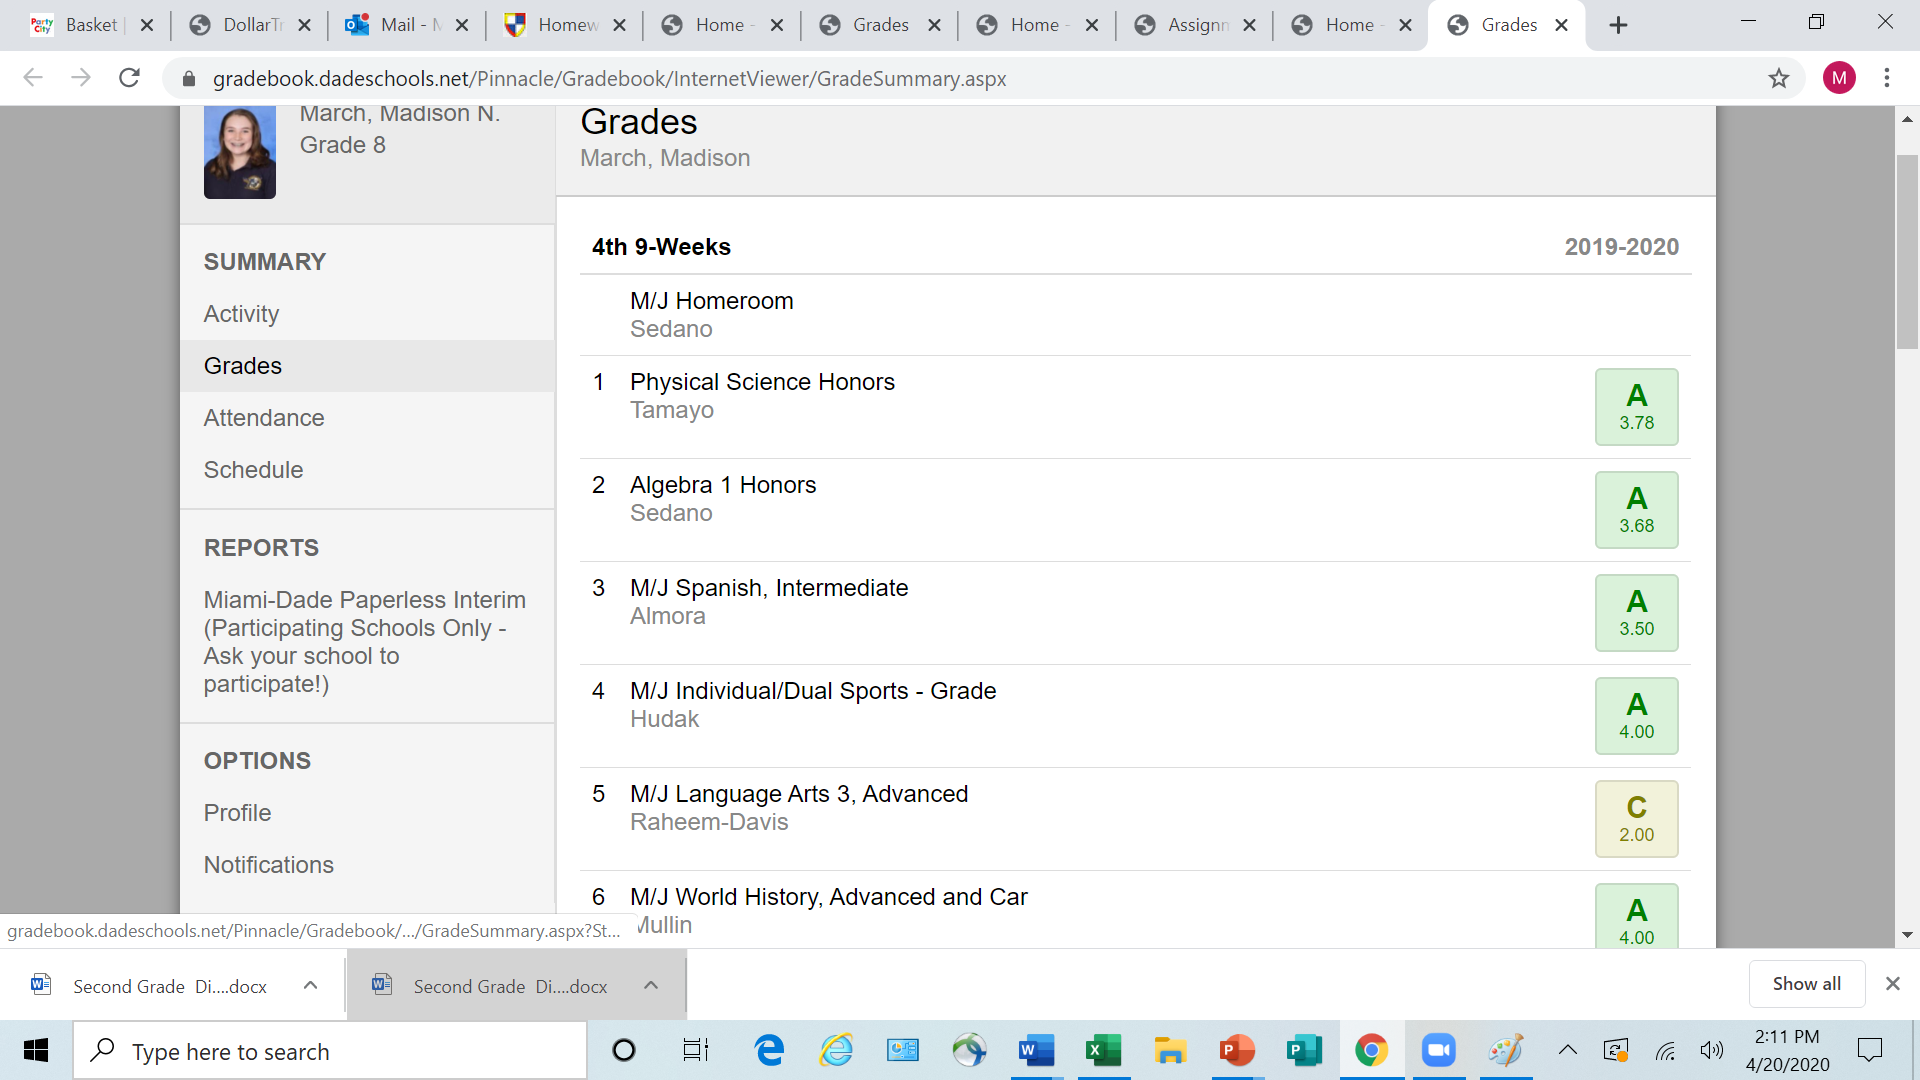 Party City Basket | DollarTr Mail - M Homew Home - Grades Home - Assignm Home - Grades
gradebook.dadeschools.net/Pinnacle/Gradebook/InternetViewer/GradeSummary.aspx
M
March, Madison N.
Grade 8
SUMMARY
Activity
Grades
Attendance
Schedule
REPORTS
Miami-Dade Paperless Interim
(Participating Schools Only -
Ask your school to
participate!)
OPTIONS
Profile
Notifications
Grades
March, Madison
4th 9-Weeks 2019-2020
M/J Homeroom
Sedano
1 Physical Science Honors A
Tamayo 3.78
2 Algebra 1 Honors A
Sedano 3.68
3 M/J Spanish, Intermediate A
Almora 3.50
4 M/J Individual/Dual Sports - Grade A
Hudak 4.00
5 M/J Language Arts 3, Advanced C
Raheem-Davis 2.00
6 M/J World History, Advanced and Car A
Mullin 4.00
gradebook.dadeschools.net/Pinnacle/Gradebook/.../GradeSummary.aspx?St...
Second Grade Di....docx Second Grade Di....docx Show all
Type here to search
2:11 PM
4/20/2020